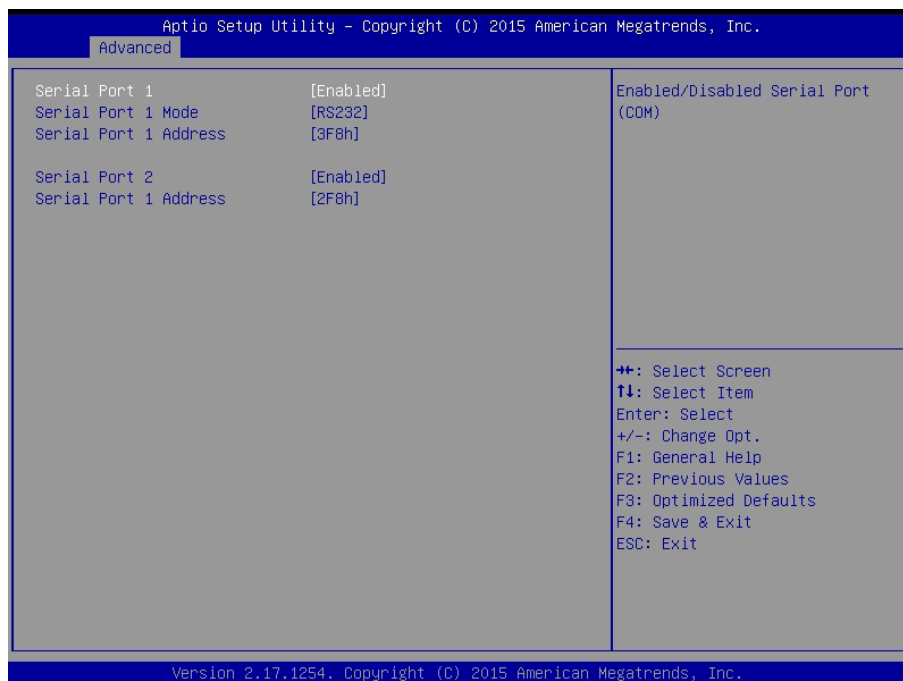 Aptio Setup Utility – Copyright (C) 2015 American Megatrends, Inc.
Advanced
Serial Port 1 [Enabled]
Serial Port 1 Mode [RS232]
Serial Port 1 Address [3F8h]
Serial Port 2 [Enabled]
Serial Port 1 Address [2F8h]
Enabled/Disabled Serial Port
(COM)
→←: Select Screen
↑↓: Select Item
Enter: Select
+/-: Change Opt.
F1: General Help
F2: Previous Values
F3: Optimized Defaults
F4: Save & Exit
ESC: Exit
Version 2.17.1254. Copyright (C) 2015 American Megatrends, Inc.